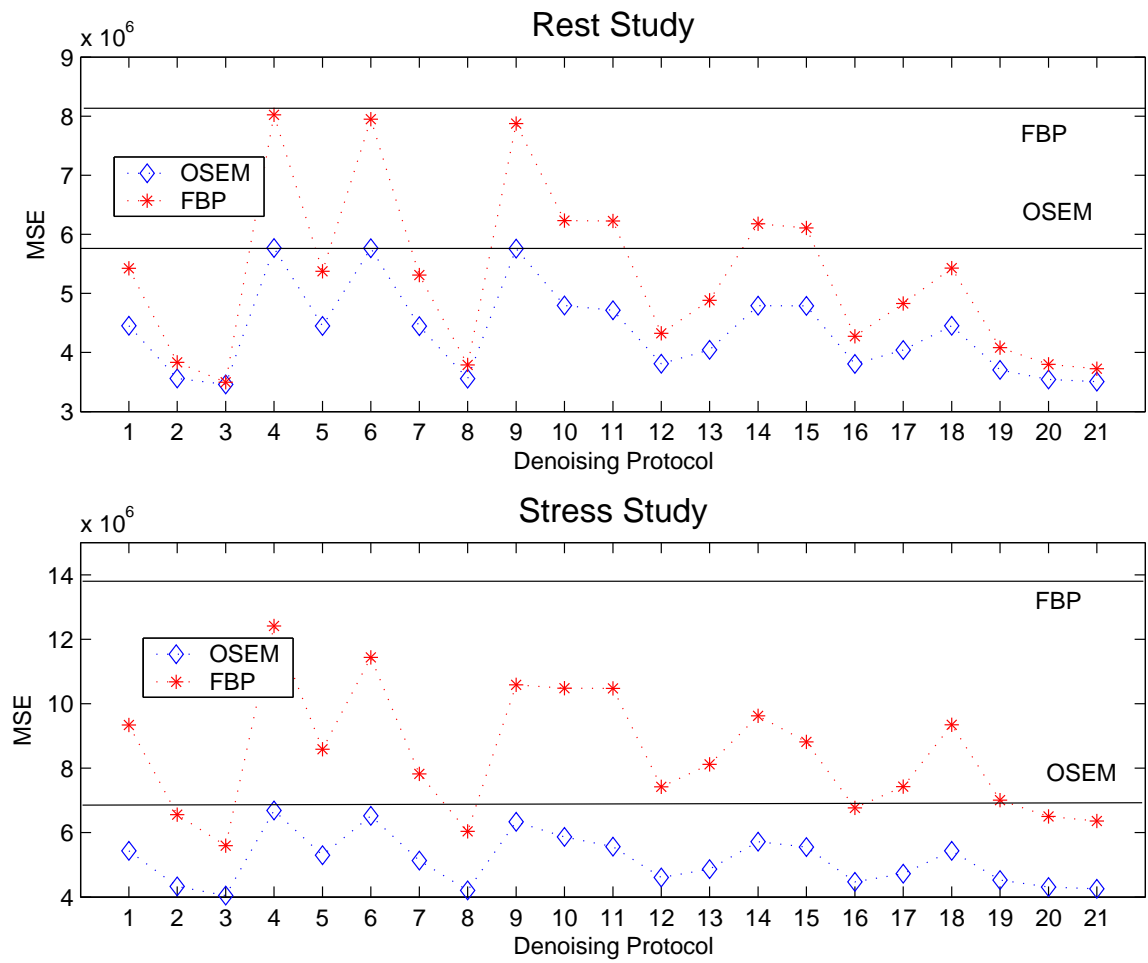 Rest Study
x 10^6
9
8
7
6
5
4
3
MSE
FBP
OSEM
OSEM
FBP
1 2 3 4 5 6 7 8 9 10 11 12 13 14 15 16 17 18 19 20 21
Denoising Protocol
Stress Study
x 10^6
14
12
10
8
6
4
MSE
FBP
OSEM
FBP
OSEM
1 2 3 4 5 6 7 8 9 10 11 12 13 14 15 16 17 18 19 20 21
Denoising Protocol